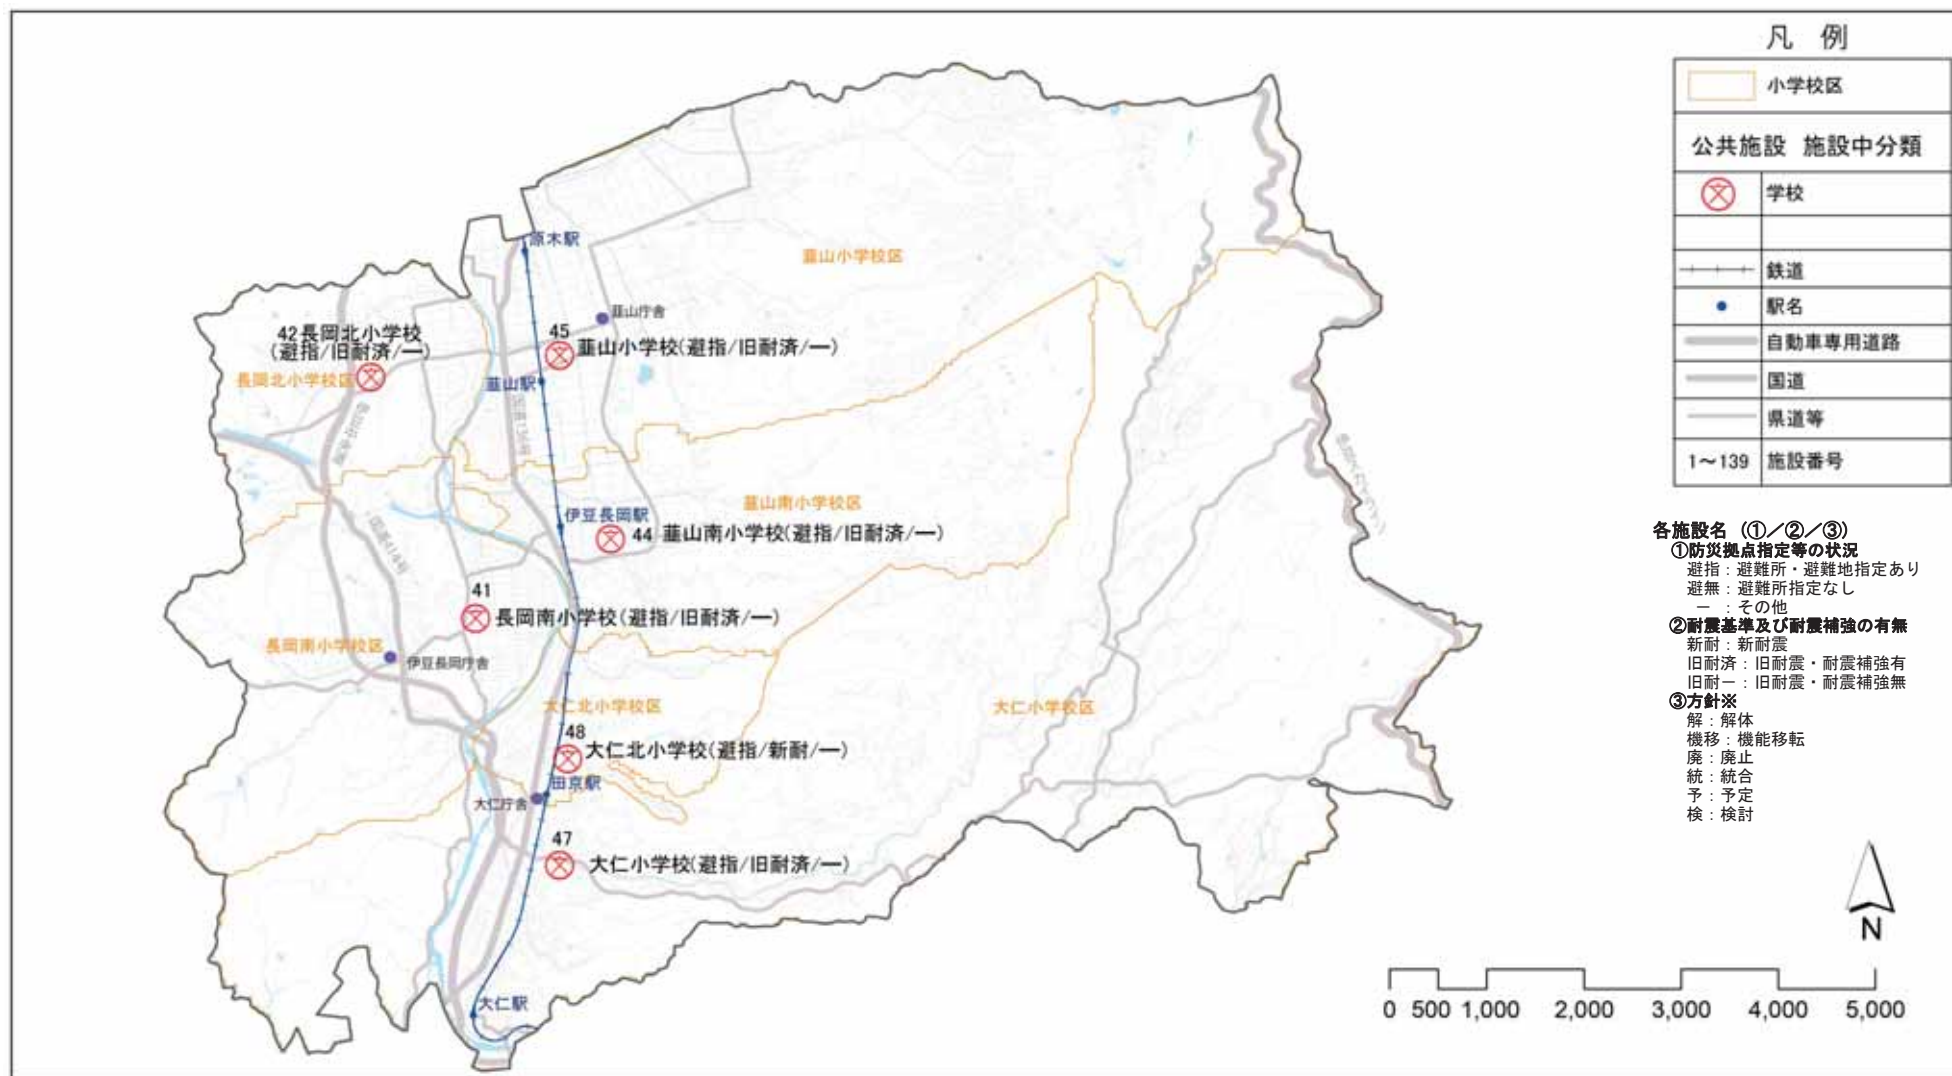 凡 例
小学校区
公共施設 施設中分類
学校
鉄道
駅名
自動車専用道路
国道
県道等
1～139 施設番号
各施設名 (①／②／③)
①防災拠点指定等の状況
避指：避難所・避難地指定あり
避無：避難所指定なし
－ ：その他
②耐震基準及び耐震補強の有無
新耐：新耐震
旧耐済：旧耐震・耐震補強有
旧耐－：旧耐震・耐震補強無
③方針※
解：解体
機移：機能移転
廃：廃止
統：統合
予：予定
検：検討
原木駅
韮山小学校区
韮山庁舎
42長岡北小学校
(避指/旧耐済/―)
45
韮山小学校(避指/旧耐済/―)
長岡北小学校区
韮山駅
国道136号
韮山南小学校区
伊豆長岡駅
44 韮山南小学校(避指/旧耐済/―)
国道414号
41
長岡南小学校(避指/旧耐済/―)
長岡南小学校区
伊豆長岡庁舎
大仁北小学校区
大仁小学校区
48
大仁北小学校(避指/新耐/―)
田京駅
大仁庁舎
47
大仁小学校(避指/旧耐済/―)
大仁駅
N
0 500 1,000 2,000 3,000 4,000 5,000